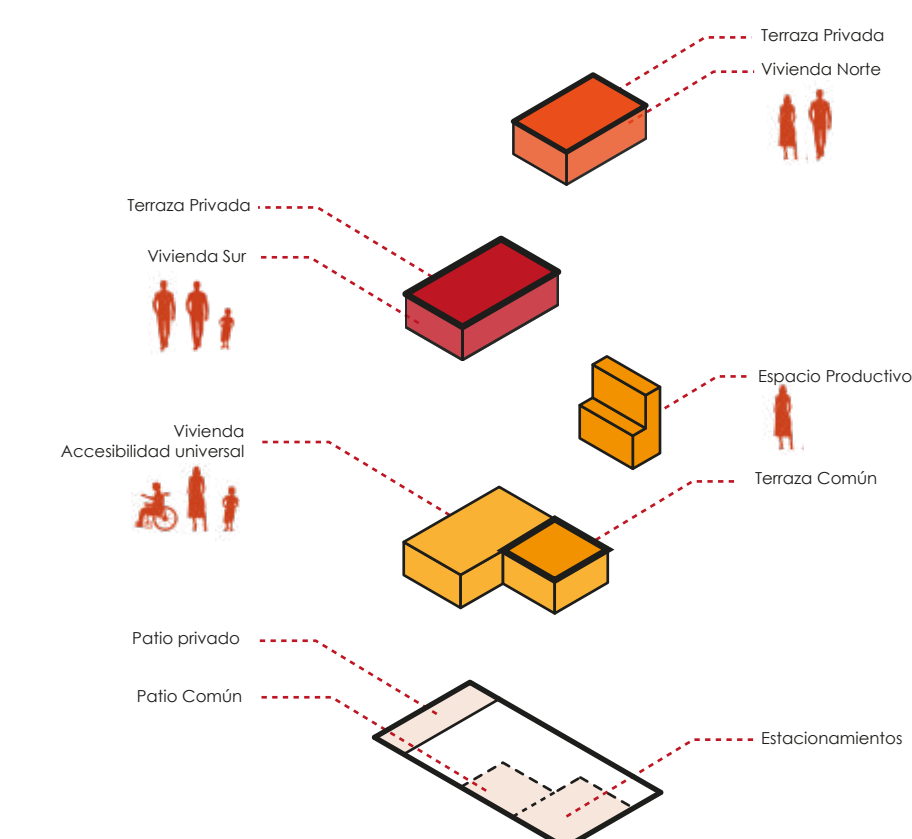 Terraza Privada
Vivienda Norte
Terraza Privada
Vivienda Sur
Espacio Productivo
Vivienda
Accesibilidad universal
Terraza Común
Patio privado
Patio Común
Estacionamientos